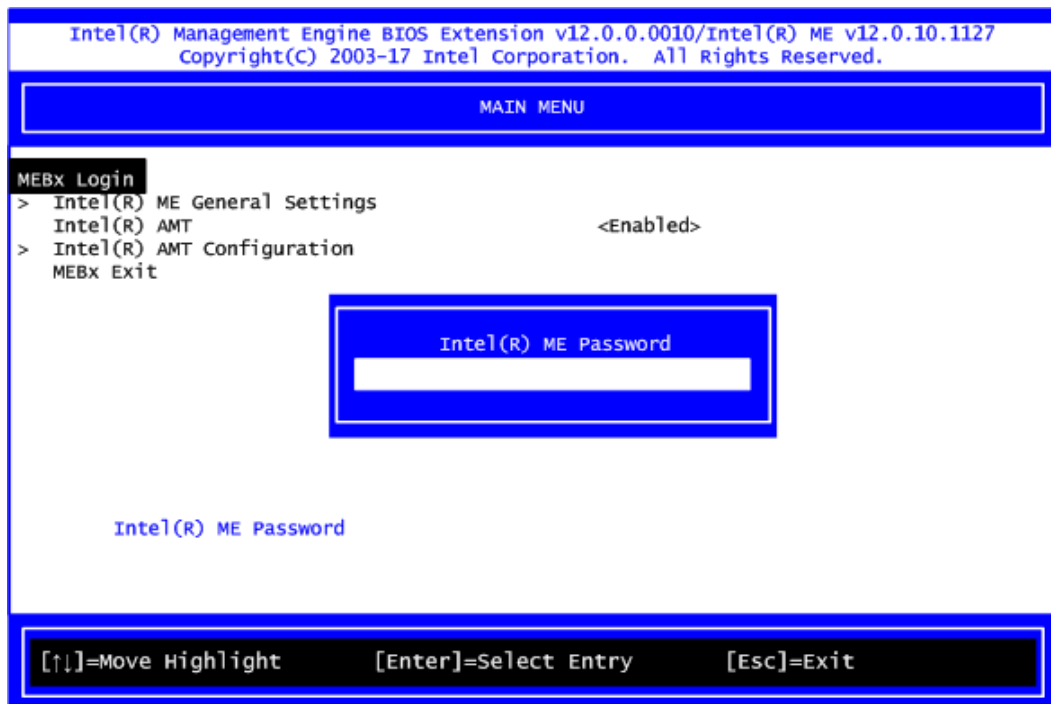 Intel(R) Management Engine BIOS Extension v12.0.0.0010/Intel(R) ME v12.0.10.1127
Copyright(C) 2003-17 Intel Corporation. All Rights Reserved.
MAIN MENU
MEBx Login
> Intel(R) ME General Settings
Intel(R) AMT <Enabled>
> Intel(R) AMT Configuration
MEBx Exit
Intel(R) ME Password
Intel(R) ME Password
[↑↓]=Move Highlight [Enter]=Select Entry [Esc]=Exit